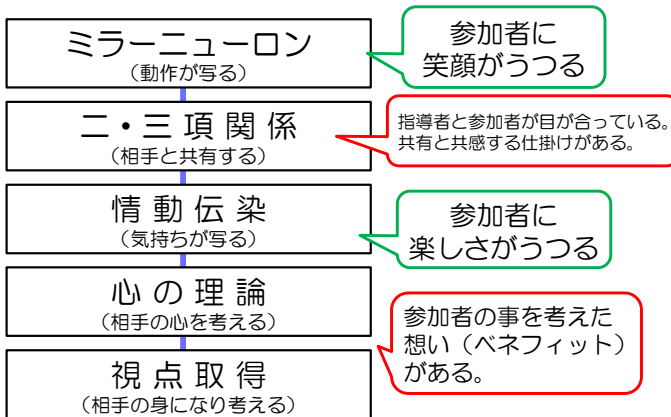 ミラーニューロン
（動作が写る）
参加者に
笑顔がうつる
二・三項関係
（相手と共有する）
指導者と参加者が目が合っている。
共有と共感する仕掛けがある。
情動伝染
（気持ちが写る）
参加者に
楽しさがうつる
心の理論
（相手の心を考える）
参加者の事を考えた
想い（ベネフィット）
がある。
視点取得
（相手の身になり考える）